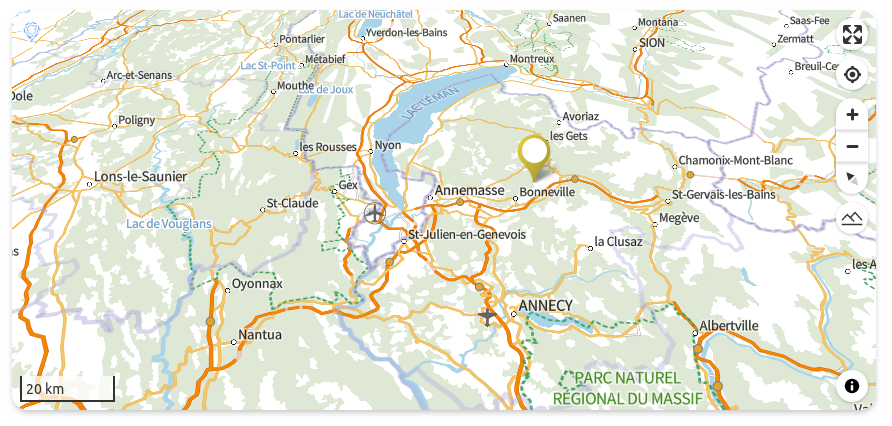 Lac de Neuchâtel
Saanen
Montana
Saas-Fee
Yverdon-les-Bains
Pontarlier
SION
Zermatt
Lac St-Point
Métabief
Montreux
Breuil-Ce
Arc-et-Senans
Mouthe
Lac de Joux
Dole
LAC LÉMAN
Poligny
Avoriaz
les Gets
les Rousses
Nyon
Chamonix-Mont-Blanc
Lons-le-Saunier
Gex
Annemasse
Bonneville
St-Gervais-les-Bains
St-Claude
Megève
Lac de Vouglans
St-Julien-en-Genevois
la Clusaz
s
les A
Oyonnax
ANNECY
Albertville
Nantua
PARC NATUREL
RÉGIONAL DU MASSIF
20 km